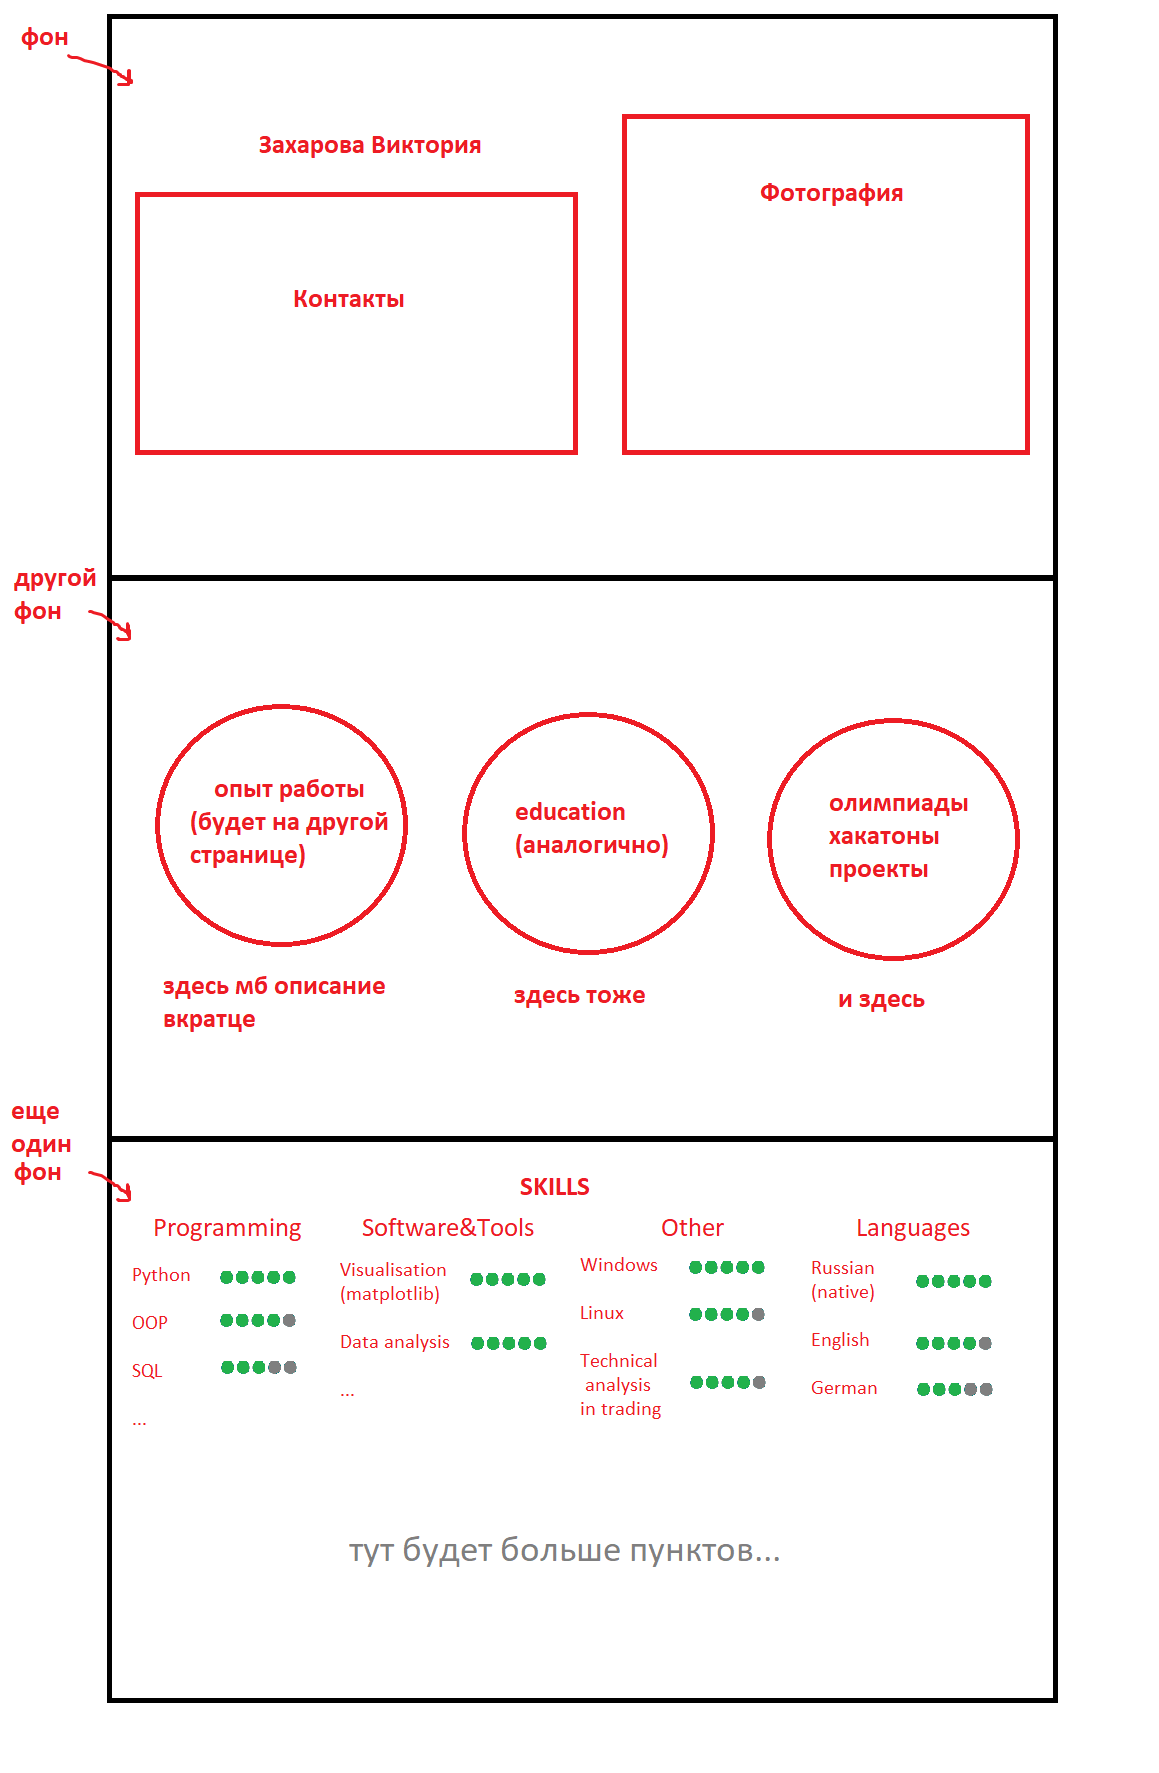 фон
Захарова Виктория
Фотография
Контакты
другой
фон
опыт работы
(будет на другой
странице)
education
(аналогично)
олимпиады
хакатоны
проекты
здесь мб описание
вкратце
здесь тоже
и здесь
еще
один
фон
SKILLS
Programming
Python
OOP
SQL
...
Software&Tools
Visualisation
(matplotlib)
Data analysis
...
Other
Windows
Linux
Technical
analysis
in trading
Languages
Russian
(native)
English
German
тут будет больше пунктов...